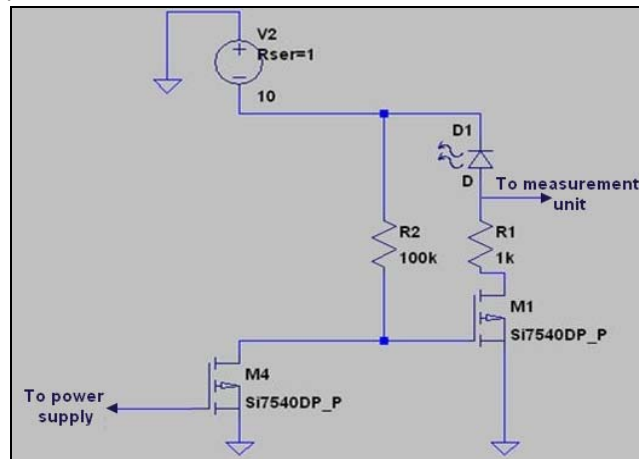 V2
Rser=1
10
D1
D
To measurement
unit
R2
100k
R1
1k
M1
Si7540DP_P
M4
Si7540DP_P
To power
supply